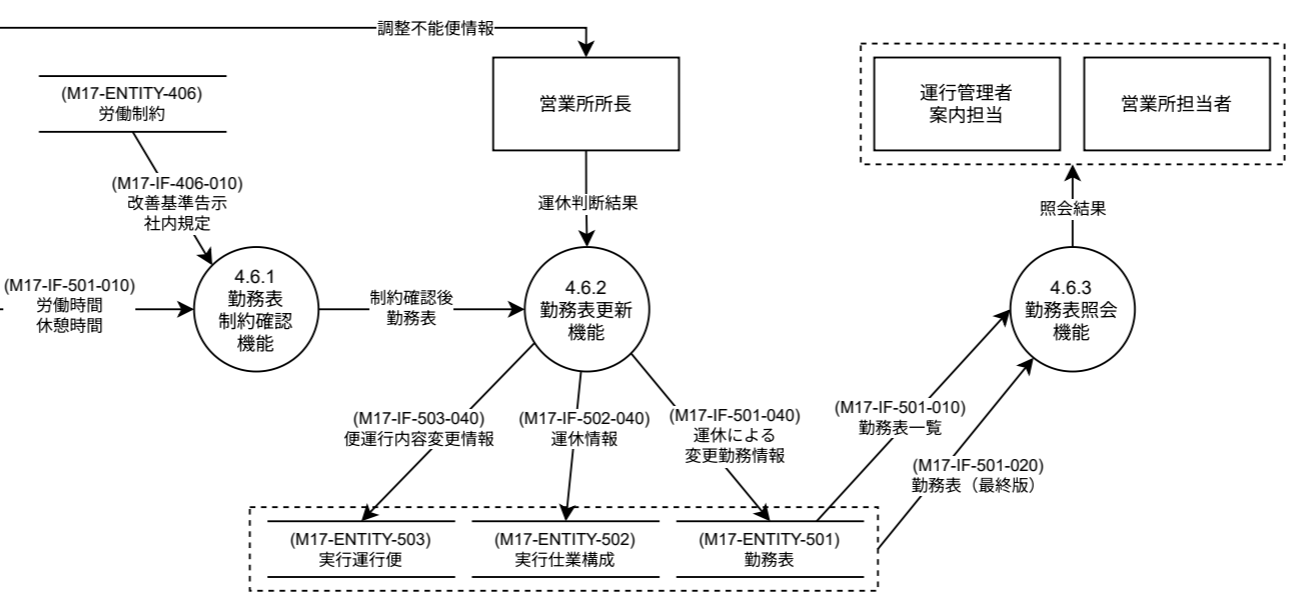 調整不能便情報
(M17-ENTITY-406)
労働制約
営業所所長
運行管理者
案内担当
営業所担当者
(M17-IF-406-010)
改善基準告示
社内規定
運休判断結果
照会結果
(M17-IF-501-010)
労働時間
休憩時間
4.6.1
勤務表
制約確認
機能
制約確認後
勤務表
4.6.2
勤務表更新
機能
4.6.3
勤務表照会
機能
(M17-IF-503-040)
便運行内容変更情報
(M17-IF-502-040)
運休情報
(M17-IF-501-040)
運休による
変更勤務情報
(M17-IF-501-010)
勤務表一覧
(M17-IF-501-020)
勤務表（最終版）
(M17-ENTITY-503)
実行運行便
(M17-ENTITY-502)
実行仕業構成
(M17-ENTITY-501)
勤務表